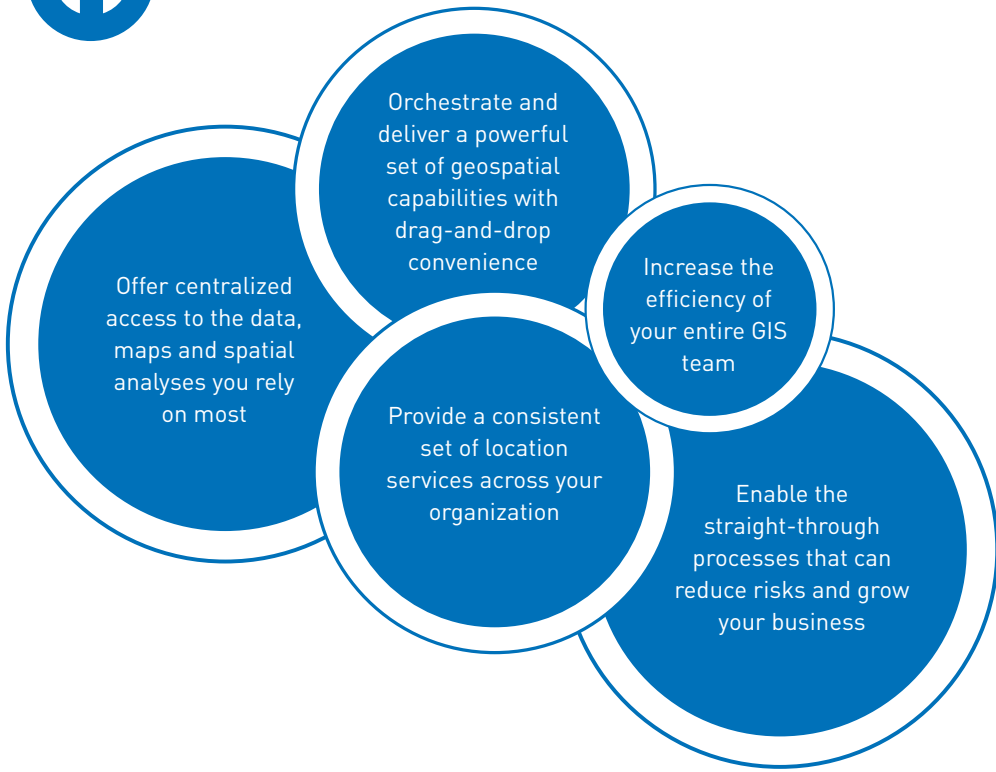 Orchestrate and
deliver a powerful
set of geospatial
capabilities with
drag-and-drop
convenience
Offer centralized
access to the data,
maps and spatial
analyses you rely
on most
Increase the
efficiency of
your entire GIS
team
Provide a consistent
set of location
services across your
organization
Enable the
straight-through
processes that can
reduce risks and grow
your business